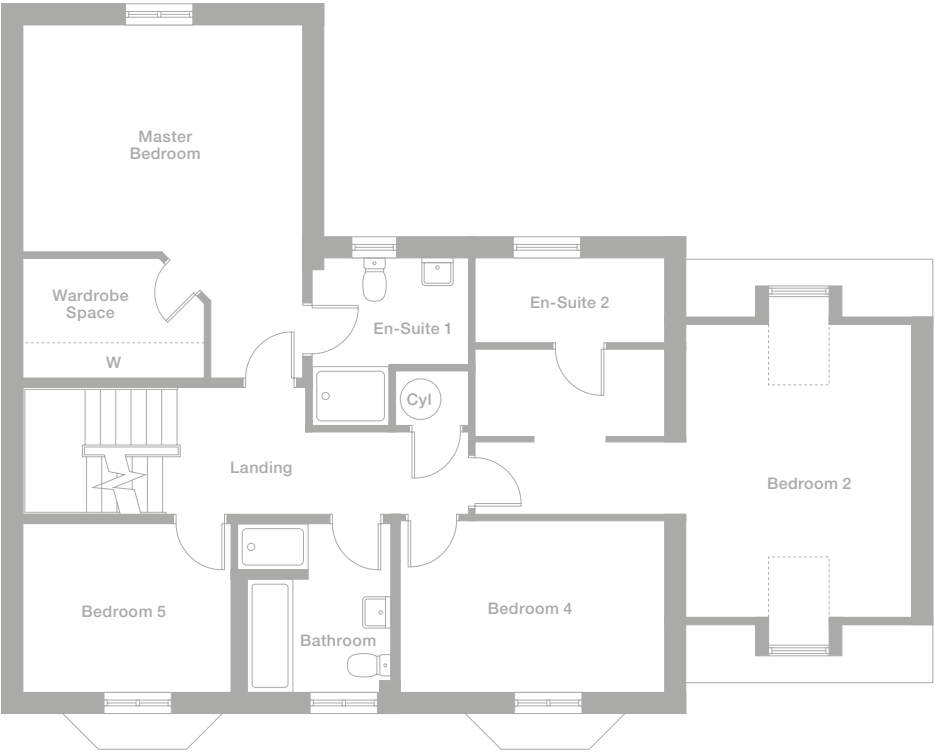 Master
Bedroom
Wardrobe
Space
W
En-Suite 1
En-Suite 2
Cyl
Landing
Bedroom 2
Bedroom 5
Bathroom
Bedroom 4